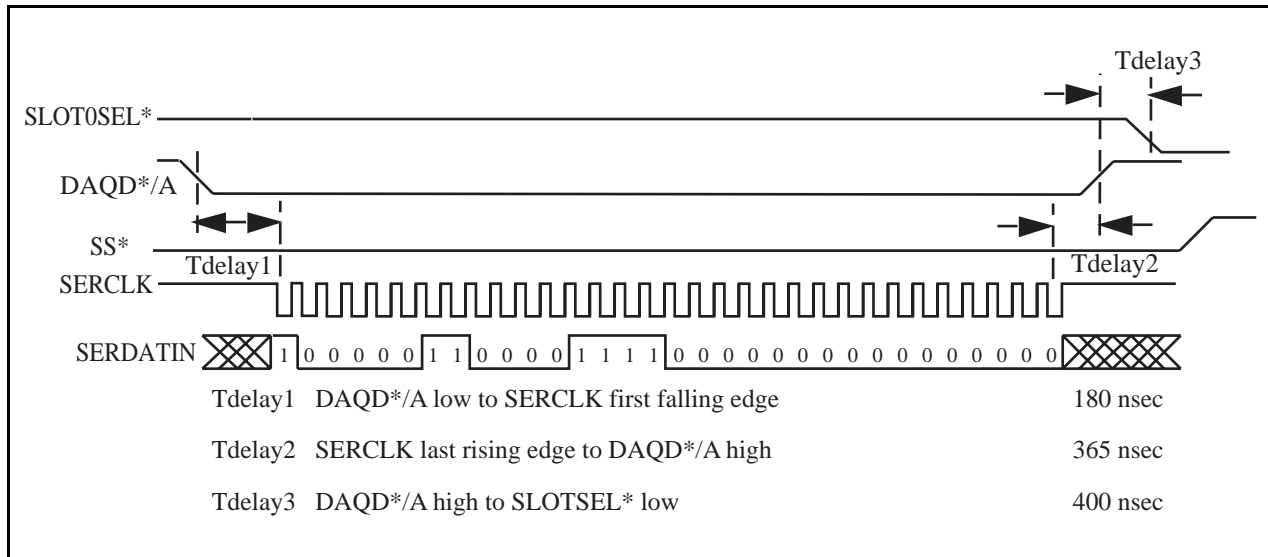 Tdelay3
SLOT0SEL*
DAQD*/A
SS*
Tdelay1
Tdelay2
SERCLK
SERDATIN
1 0 0 0 0 0 1 1 0 0 0 0 1 1 1 1 0 0 0 0 0 0 0 0 0 0 0 0 0 0 0 0
Tdelay1 DAQD*/A low to SERCLK first falling edge 180 nsec
Tdelay2 SERCLK last rising edge to DAQD*/A high 365 nsec
Tdelay3 DAQD*/A high to SLOTSEL* low 400 nsec